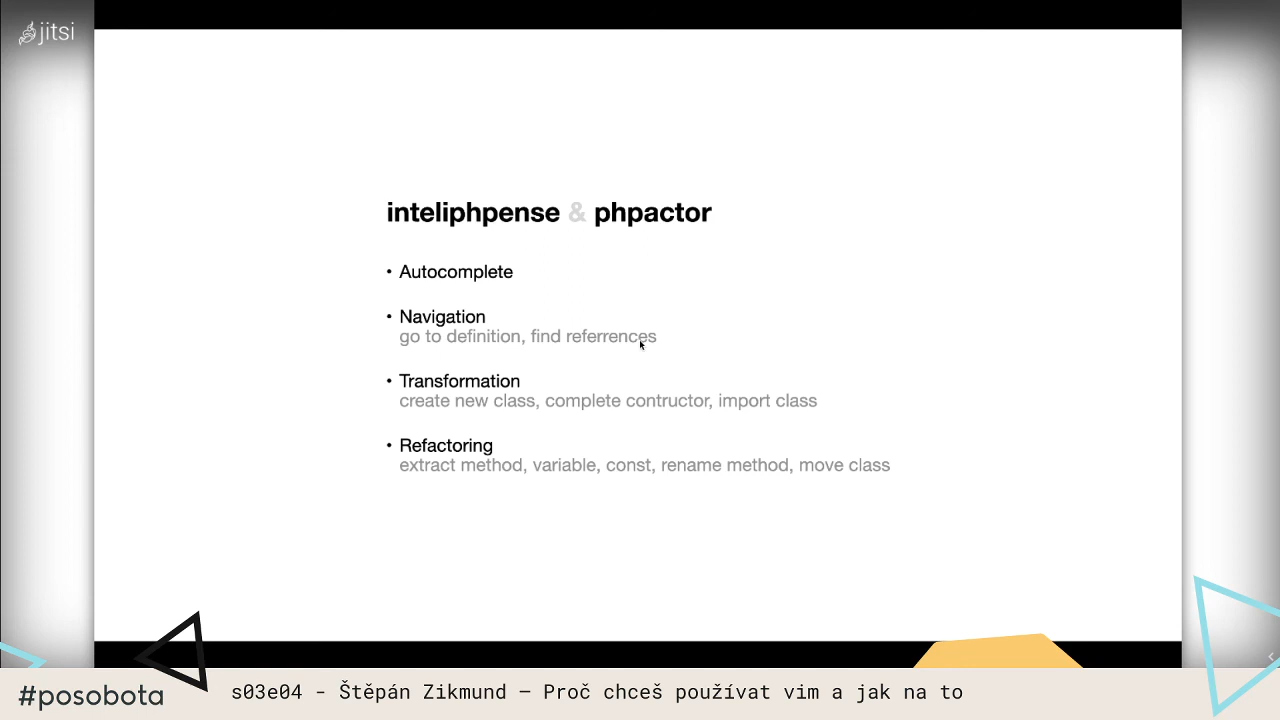 jitsi
inteliphpense & phpactor
• Autocomplete
• Navigation
go to definition, find referrences
• Transformation
create new class, complete contructor, import class
• Refactoring
extract method, variable, const, rename method, move class
#posobota
s03e04 - Štěpán Zikmund – Proč chceš používat vim a jak na to